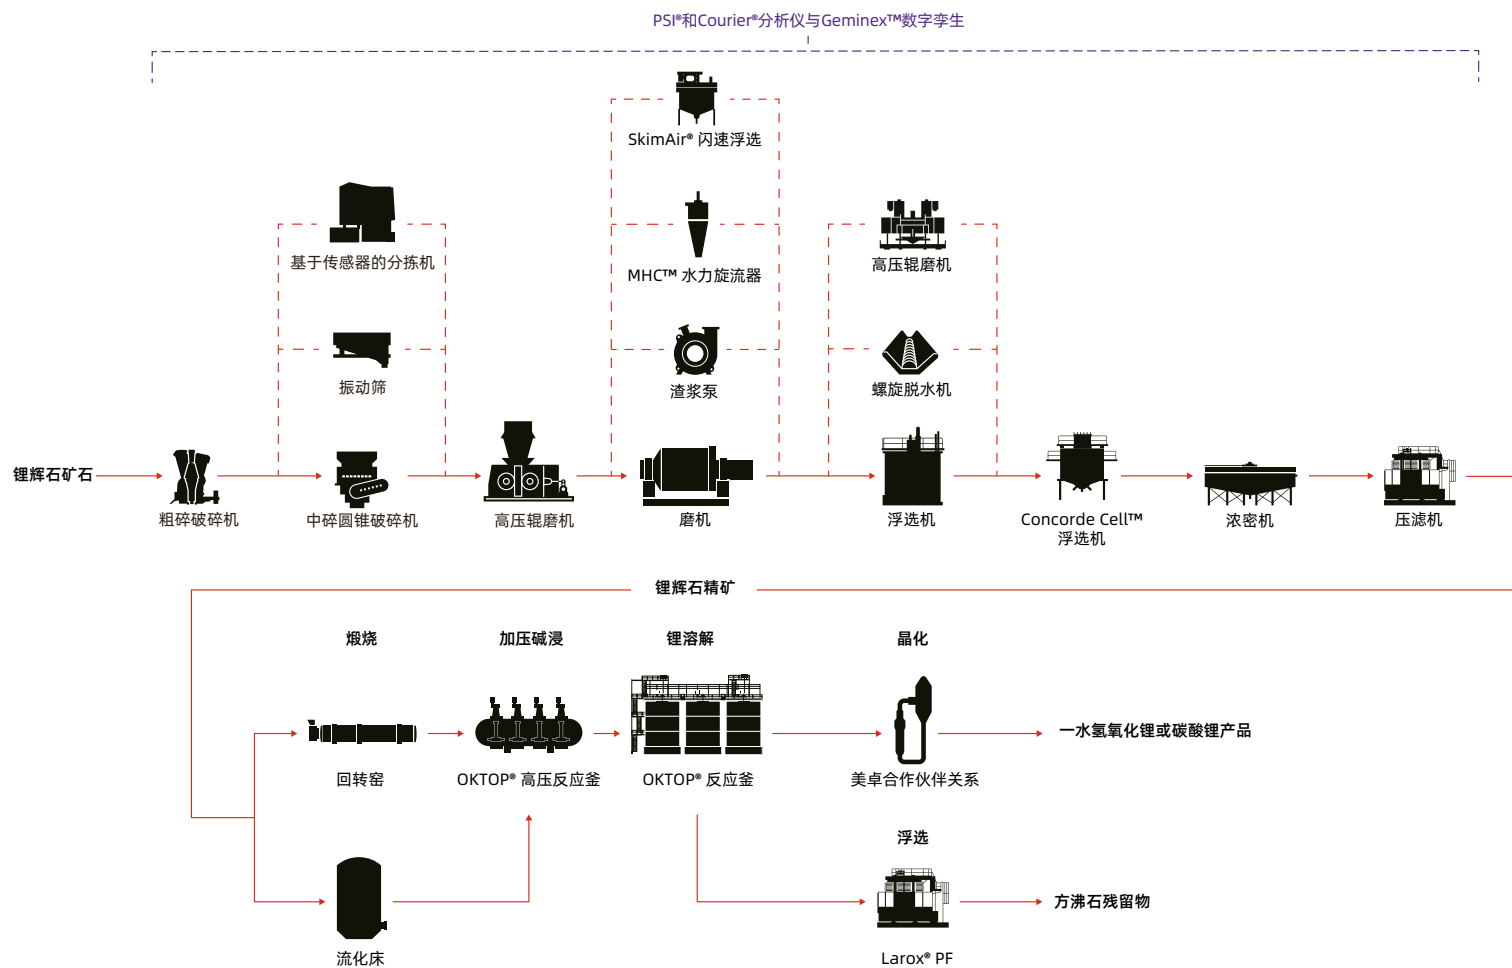 PSI®和Courier®分析仪与Geminex™数字孪生
SkimAir® 闪速浮选
基于传感器的分拣机
MHC™ 水力旋流器
高压辊磨机
振动筛
渣浆泵
螺旋脱水机
锂辉石矿石
粗碎破碎机
中碎圆锥破碎机
高压辊磨机
磨机
浮选机
Concorde Cell™
浮选机
浓密机
压滤机
锂辉石精矿
煅烧
加压碱浸
锂溶解
晶化
回转窑
OKTOP® 高压反应釜
OKTOP® 反应釜
美卓合作伙伴关系
一水氢氧化锂或碳酸锂产品
浮选
流化床
Larox® PF
方沸石残留物